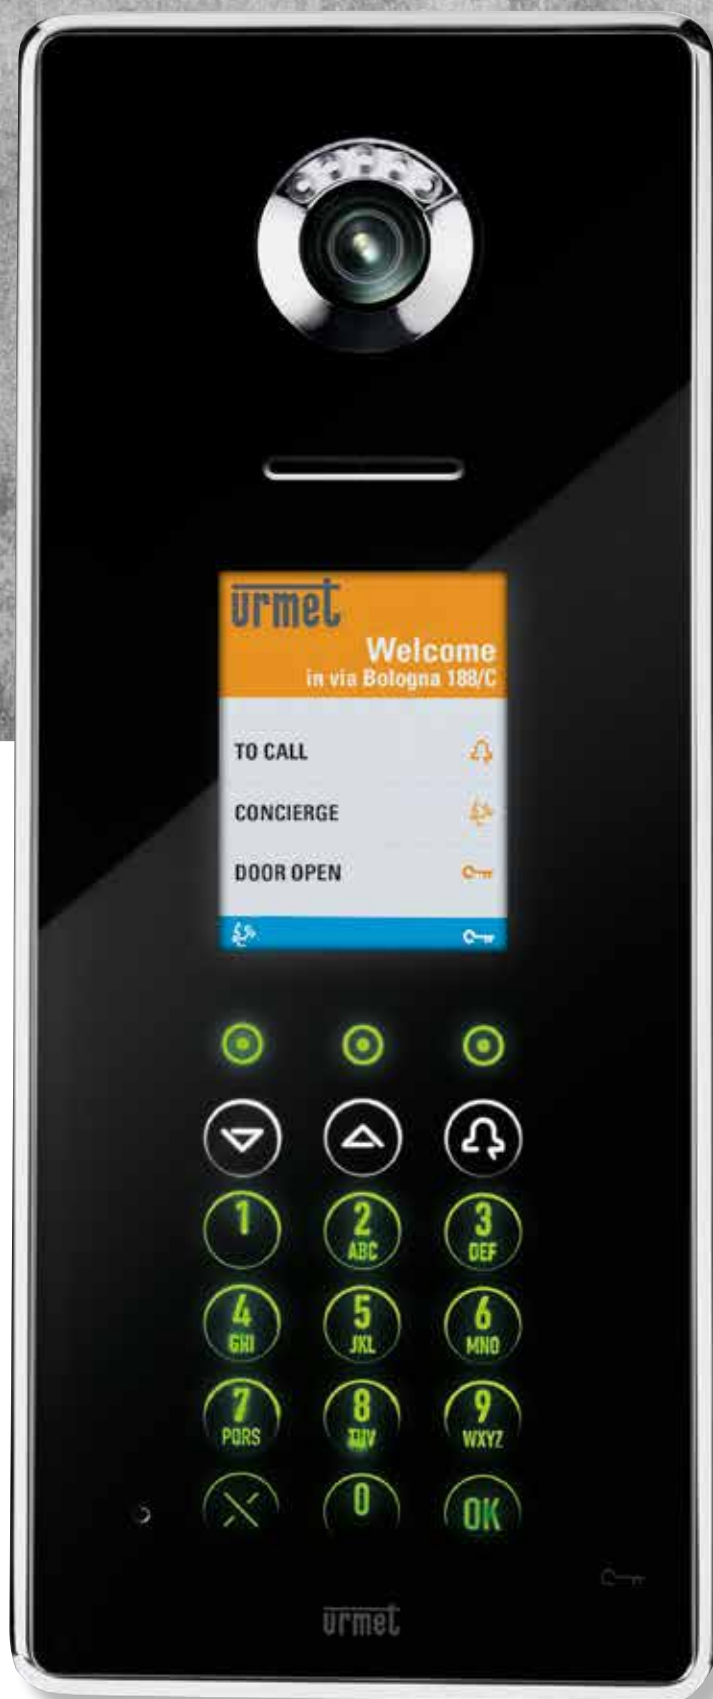 urmet
Welcome
in via Bologna 188/C
TO CALL
CONCIERGE
DOOR OPEN
1
2
ABC
3
DEF
4
GHI
5
JKL
6
MNO
7
PQRS
8
TUV
9
WXYZ
0
OK
urmet